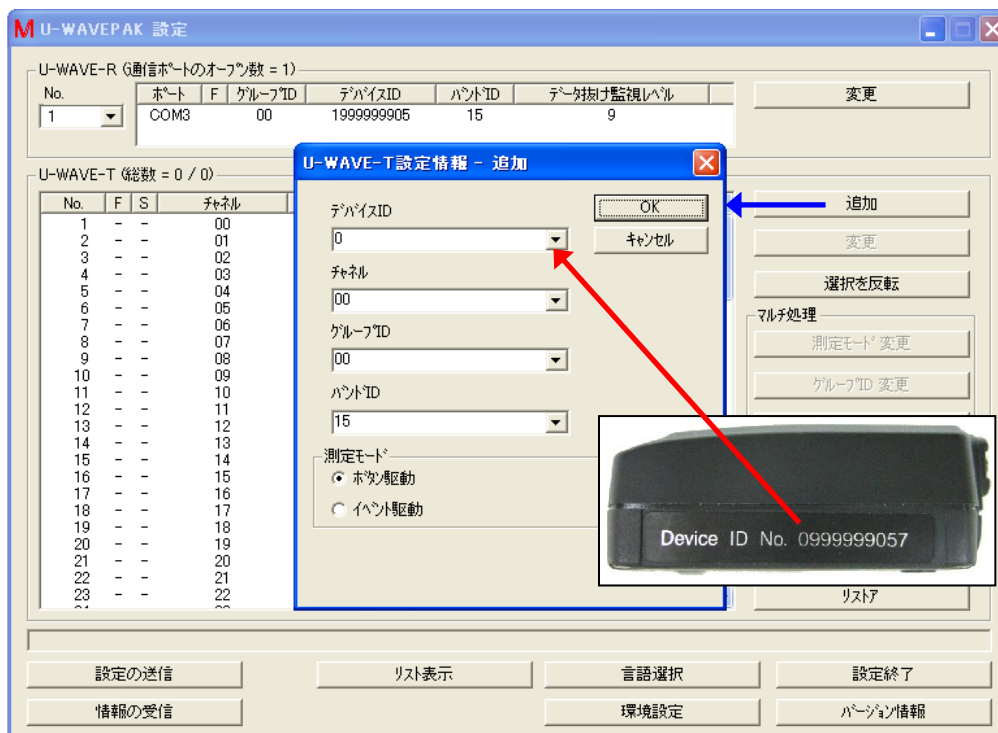 U-WAVEPAK 設定
U-WAVE-R (通信ポートのオープン数 = 1)
No. ポート F グループID デバイスID バンドID データ抜け監視レベル
1 COM3 00 1999999905 15 9
変更
U-WAVE-T (総数 = 0 / 0)
No. F S チャネル
1 - - 00
2 - - 01
3 - - 02
4 - - 03
5 - - 04
6 - - 05
7 - - 06
8 - - 07
9 - - 08
10 - - 09
11 - - 10
12 - - 11
13 - - 12
14 - - 13
15 - - 14
16 - - 15
17 - - 16
18 - - 17
19 - - 18
20 - - 19
21 - - 20
22 - - 21
23 - - 22
U-WAVE-T設定情報 - 追加
デバイスID
0
チャネル
00
グループID
00
バンドID
15
測定モード
ボタン駆動
イベント駆動
OK
キャンセル
追加
変更
選択を反転
マルチ処理
測定モード変更
グループID 変更
Device ID No. 0999999057
リストア
設定の送信
リスト表示
言語選択
設定終了
情報の受信
環境設定
バージョン情報